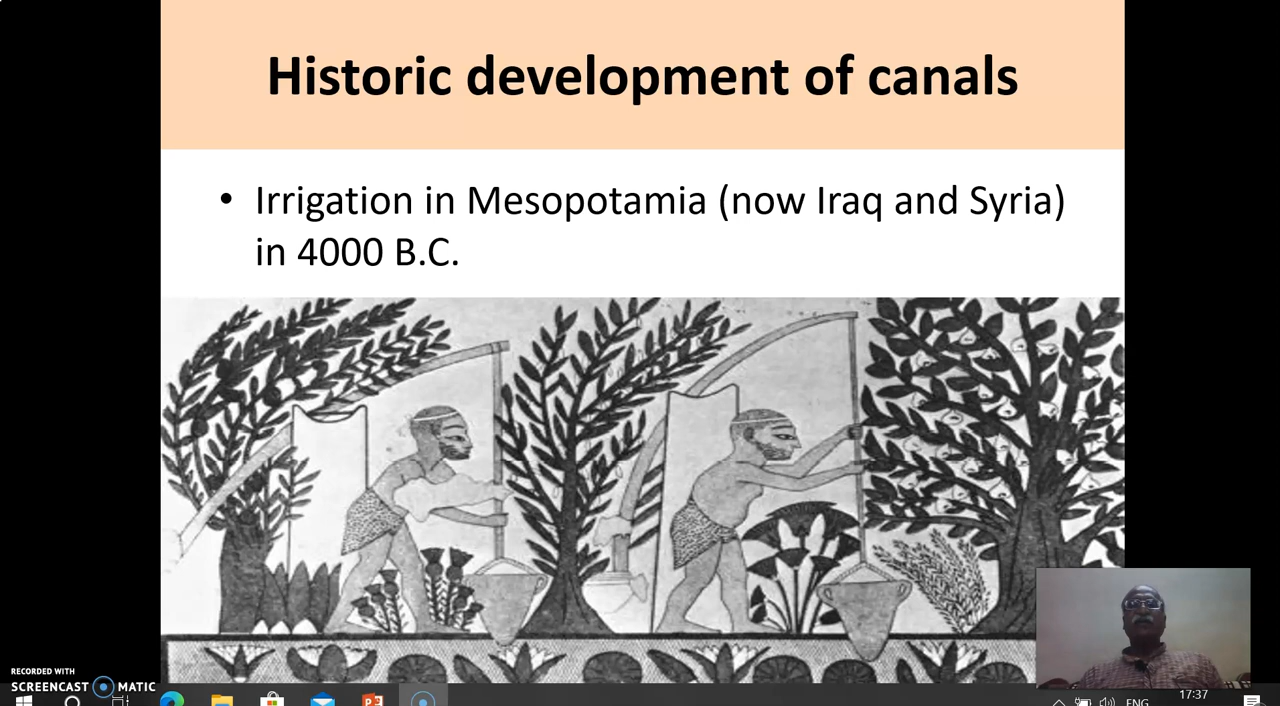 Historic development of canals
• Irrigation in Mesopotamia (now Iraq and Syria)
in 4000 B.C.
RECORDED WITH
SCREENCAST MATIC
ENG
17:37